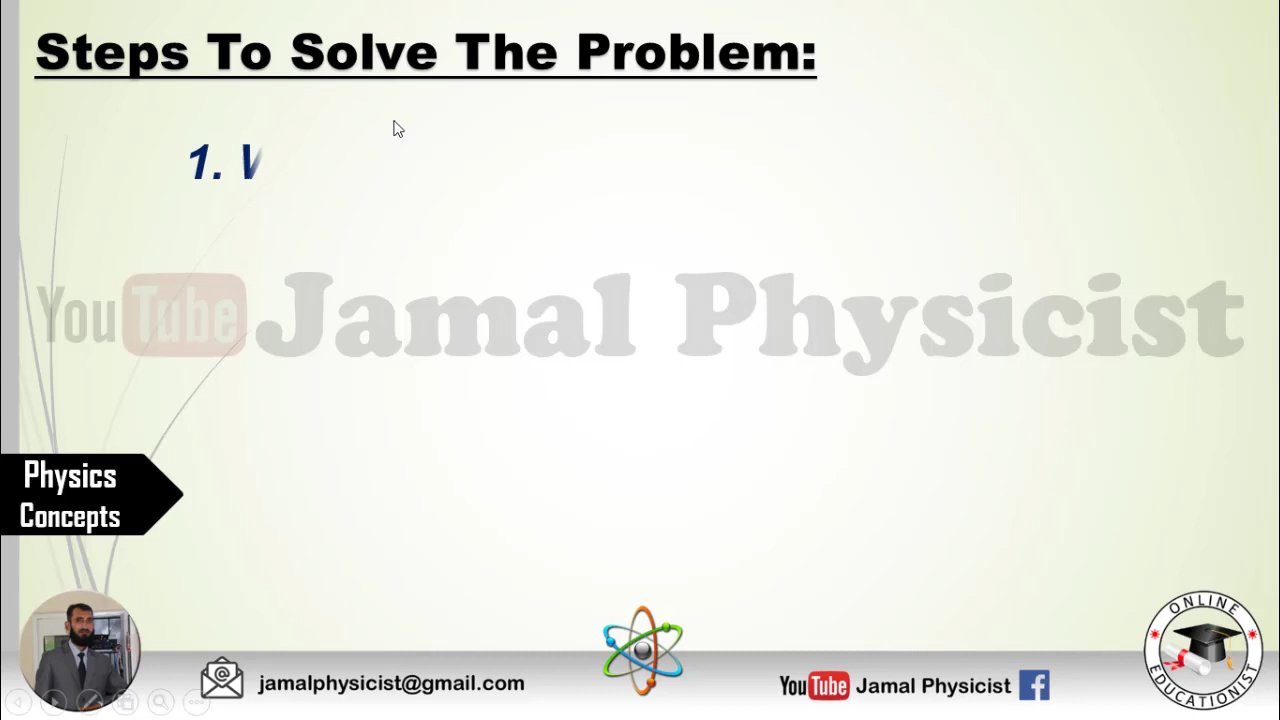 Steps To Solve The Problem:
1. W
YouTube Jamal Physicist
Physics
Concepts
jamalphysicist@gmail.com
YouTube Jamal Physicist
ONLINE
EDUCATIONIST